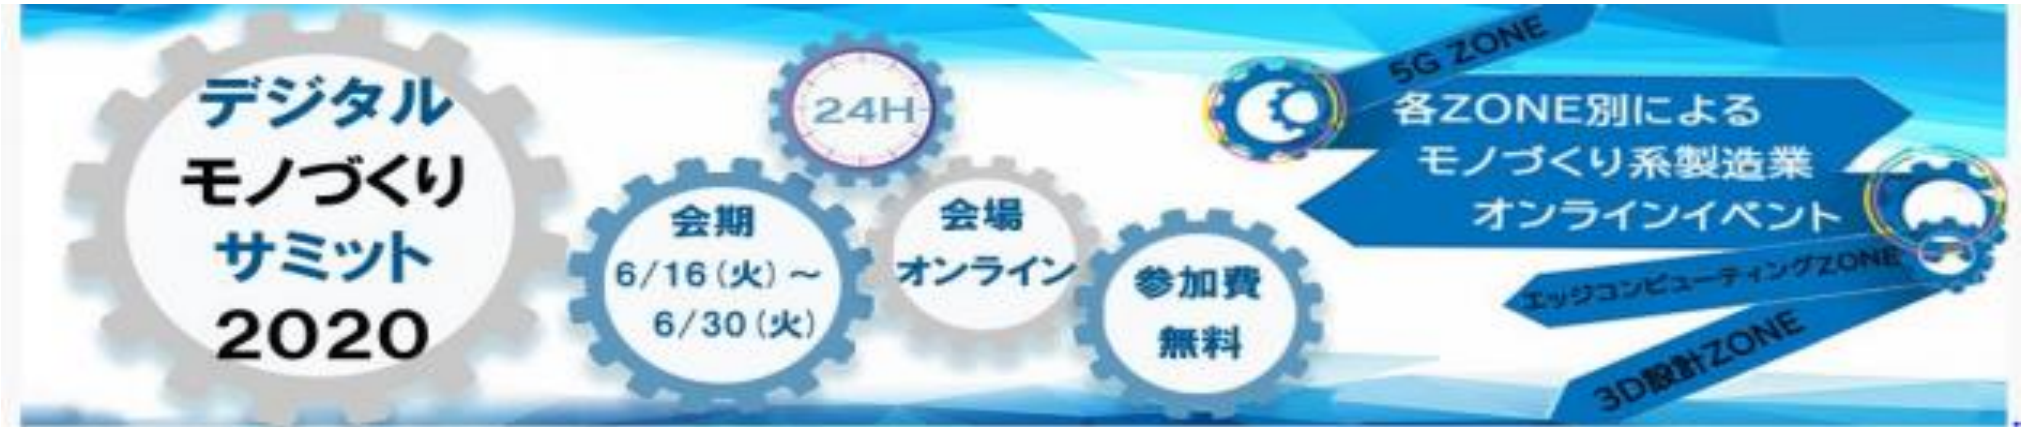 デジタル
モノづくり
サミット
2020
24H
会期
6/16(火)～
6/30(火)
会場
オンライン
参加費
無料
5G ZONE
各ZONE別による
モノづくり系製造業
オンラインイベント
エッジコンピューティングZONE
3D設計ZONE